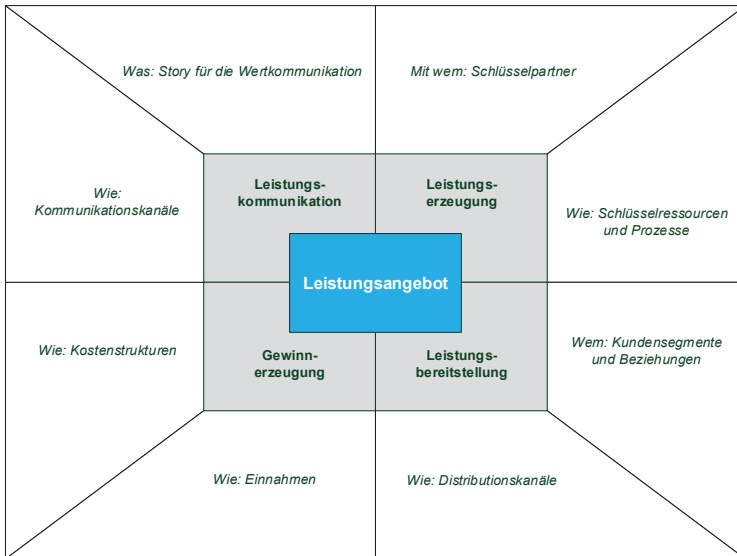 Was: Story für die Wertkommunikation
Mit wem: Schlüsselpartner
Leistungs-
kommunikation
Leistungs-
erzeugung
Wie:
Kommunikationskanäle
Wie: Schlüsselressourcen
und Prozesse
Leistungsangebot
Wie: Kostenstrukturen
Gewinn-
erzeugung
Leistungs-
bereitstellung
Wem: Kundensegmente
und Beziehungen
Wie: Einnahmen
Wie: Distributionskanäle